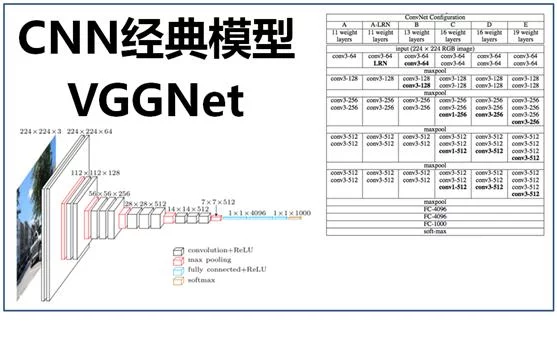 CNN经典模型
VGGNet
224×224×3 224×224×64
112×112×128
56×56×256
28×28×512
14×14×512
7×7×512
1×1×4096 1×1×1000
convolution+ReLU
max pooling
fully connected+ReLU
softmax
ConvNet Configuration
A A-LRN B C D E
11 weight layers 11 weight layers 13 weight layers 16 weight layers 16 weight layers 19 weight layers
input (224 × 224 RGB image)
conv3-64 conv3-64 conv3-64 conv3-64 conv3-64 conv3-64
LRN conv3-64 conv3-64 conv3-64 conv3-64
maxpool
conv3-128 conv3-128 conv3-128 conv3-128 conv3-128 conv3-128
conv3-128 conv3-128 conv3-128 conv3-128
maxpool
conv3-256 conv3-256 conv3-256 conv3-256 conv3-256 conv3-256
conv3-256 conv3-256 conv3-256 conv3-256 conv3-256 conv3-256
conv1-256 conv3-256 conv3-256
conv3-256
maxpool
conv3-512 conv3-512 conv3-512 conv3-512 conv3-512 conv3-512
conv3-512 conv3-512 conv3-512 conv3-512 conv3-512 conv3-512
conv1-512 conv3-512 conv3-512
conv3-512
maxpool
conv3-512 conv3-512 conv3-512 conv3-512 conv3-512 conv3-512
conv3-512 conv3-512 conv3-512 conv3-512 conv3-512 conv3-512
conv1-512 conv3-512 conv3-512
conv3-512
maxpool
FC-4096
FC-4096
FC-1000
soft-max